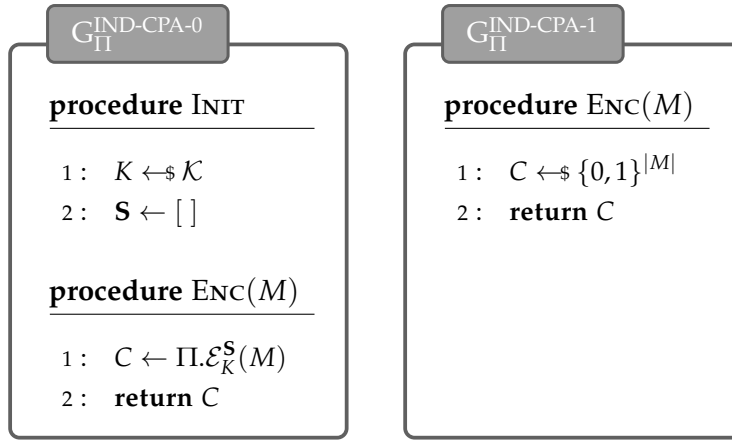 G_Π^IND-CPA-0
procedure INIT
1 : K ←$ 𝒦
2 : S ← [ ]
procedure ENC(M)
1 : C ← Π.ℰ_K^S(M)
2 : return C
G_Π^IND-CPA-1
procedure ENC(M)
1 : C ←$ {0, 1}^|M|
2 : return C